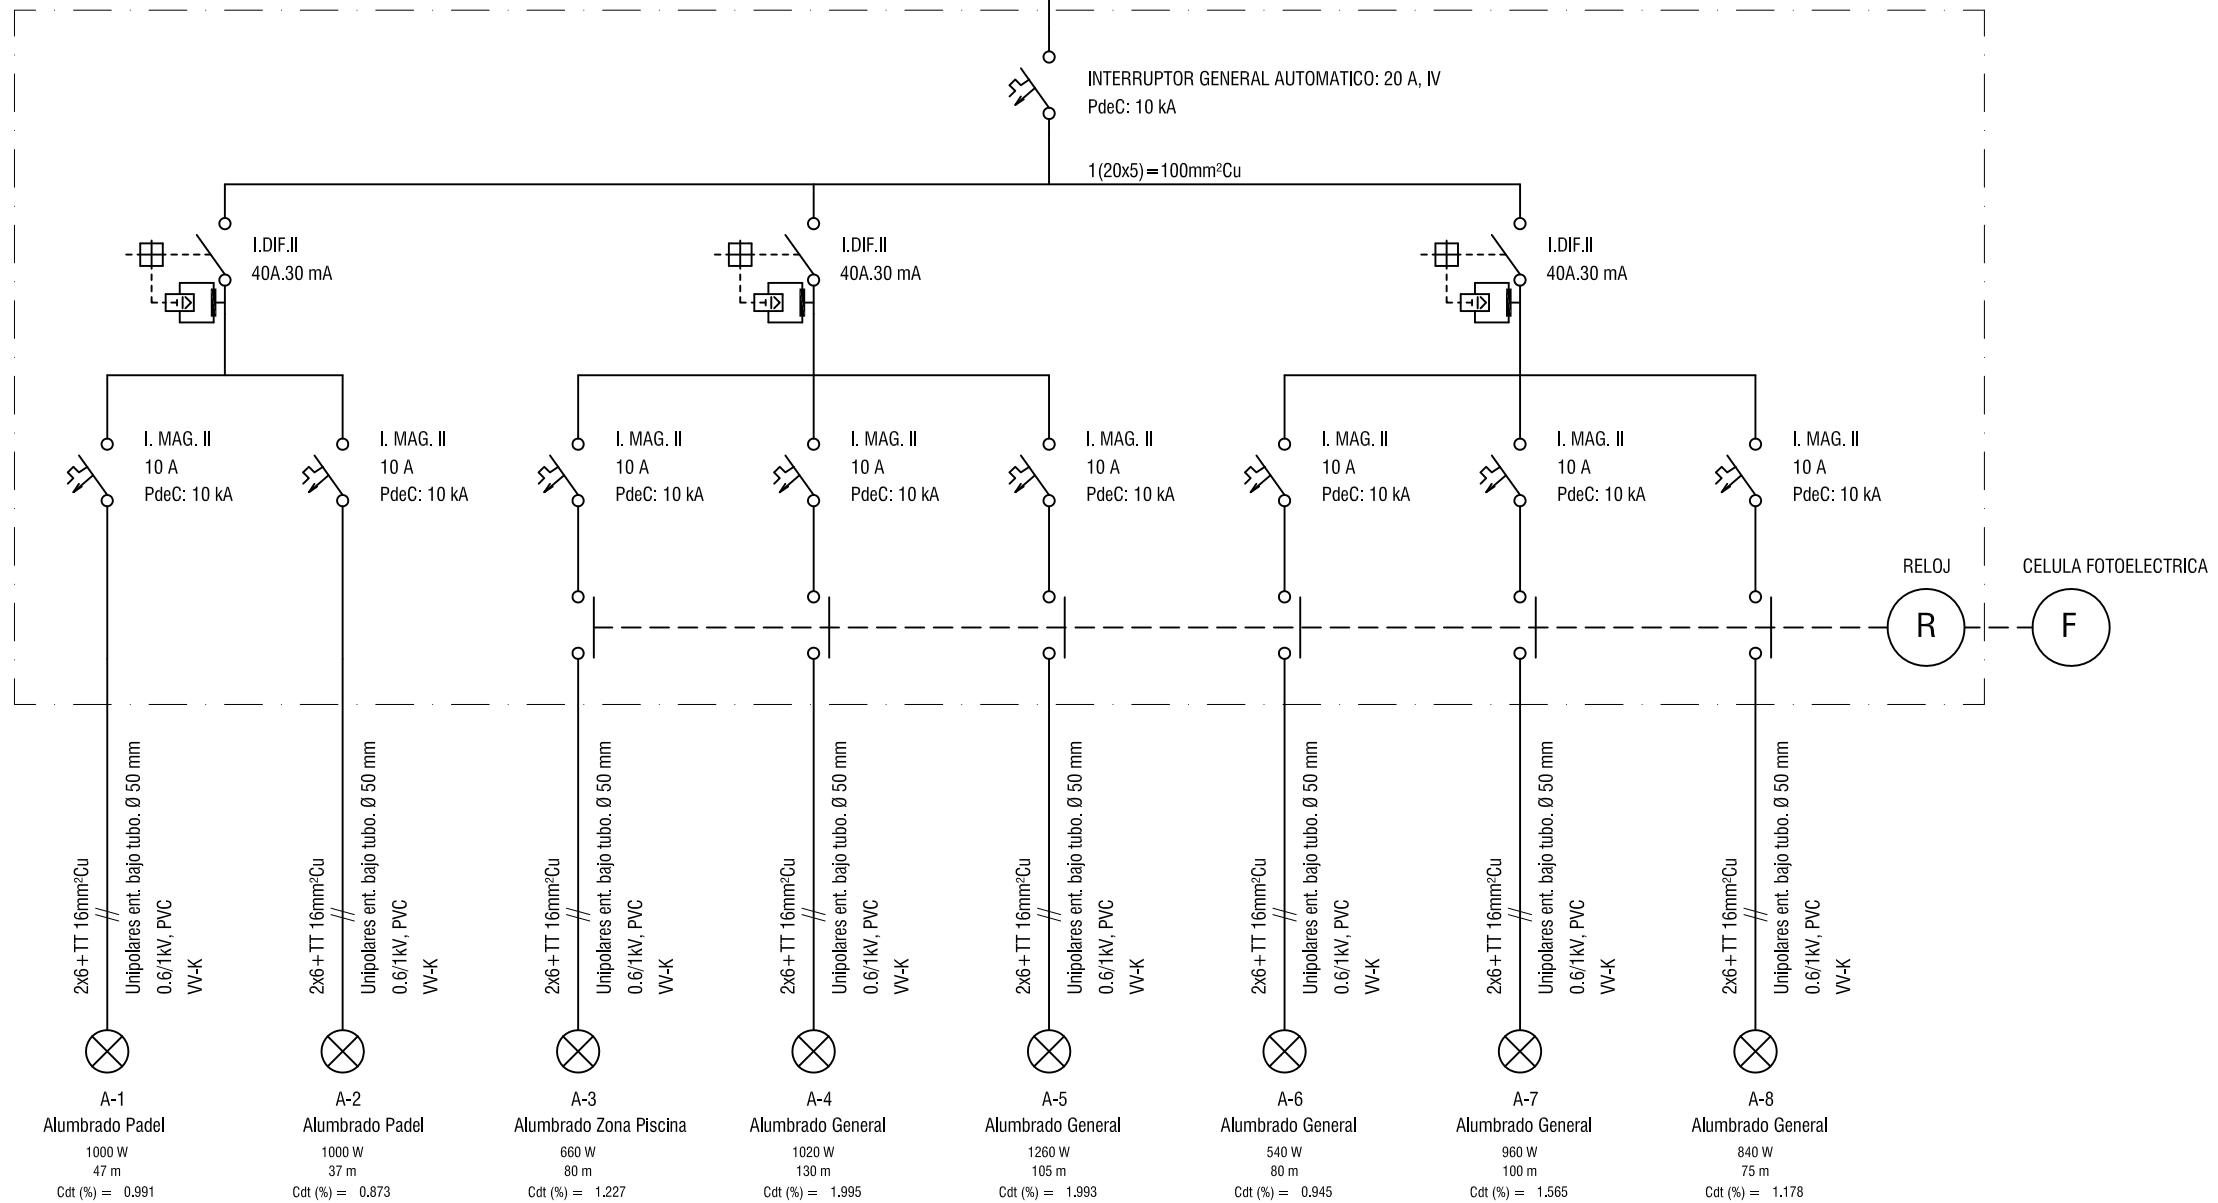 INTERRUPTOR GENERAL AUTOMATICO: 20 A, IV
PdeC: 10 kA
1(20x5)=100mm²Cu
I.DIF.II
40A.30 mA
I.DIF.II
40A.30 mA
I.DIF.II
40A.30 mA
I. MAG. II
10 A
PdeC: 10 kA
I. MAG. II
10 A
PdeC: 10 kA
I. MAG. II
10 A
PdeC: 10 kA
I. MAG. II
10 A
PdeC: 10 kA
I. MAG. II
10 A
PdeC: 10 kA
I. MAG. II
10 A
PdeC: 10 kA
I. MAG. II
10 A
PdeC: 10 kA
I. MAG. II
10 A
PdeC: 10 kA
RELOJ
R
CELULA FOTOELECTRICA
F
2x6+TT 16mm²Cu
Unipolares ent. bajo tubo. Ø 50 mm
0.6/1kV, PVC
VV-K
2x6+TT 16mm²Cu
Unipolares ent. bajo tubo. Ø 50 mm
0.6/1kV, PVC
VV-K
2x6+TT 16mm²Cu
Unipolares ent. bajo tubo. Ø 50 mm
0.6/1kV, PVC
VV-K
2x6+TT 16mm²Cu
Unipolares ent. bajo tubo. Ø 50 mm
0.6/1kV, PVC
VV-K
2x6+TT 16mm²Cu
Unipolares ent. bajo tubo. Ø 50 mm
0.6/1kV, PVC
VV-K
2x6+TT 16mm²Cu
Unipolares ent. bajo tubo. Ø 50 mm
0.6/1kV, PVC
VV-K
2x6+TT 16mm²Cu
Unipolares ent. bajo tubo. Ø 50 mm
0.6/1kV, PVC
VV-K
2x6+TT 16mm²Cu
Unipolares ent. bajo tubo. Ø 50 mm
0.6/1kV, PVC
VV-K
A-1
Alumbrado Padel
1000 W
47 m
Cdt (%) = 0.991
A-2
Alumbrado Padel
1000 W
37 m
Cdt (%) = 0.873
A-3
Alumbrado Zona Piscina
660 W
80 m
Cdt (%) = 1.227
A-4
Alumbrado General
1020 W
130 m
Cdt (%) = 1.995
A-5
Alumbrado General
1260 W
105 m
Cdt (%) = 1.993
A-6
Alumbrado General
540 W
80 m
Cdt (%) = 0.945
A-7
Alumbrado General
960 W
100 m
Cdt (%) = 1.565
A-8
Alumbrado General
840 W
75 m
Cdt (%) = 1.178